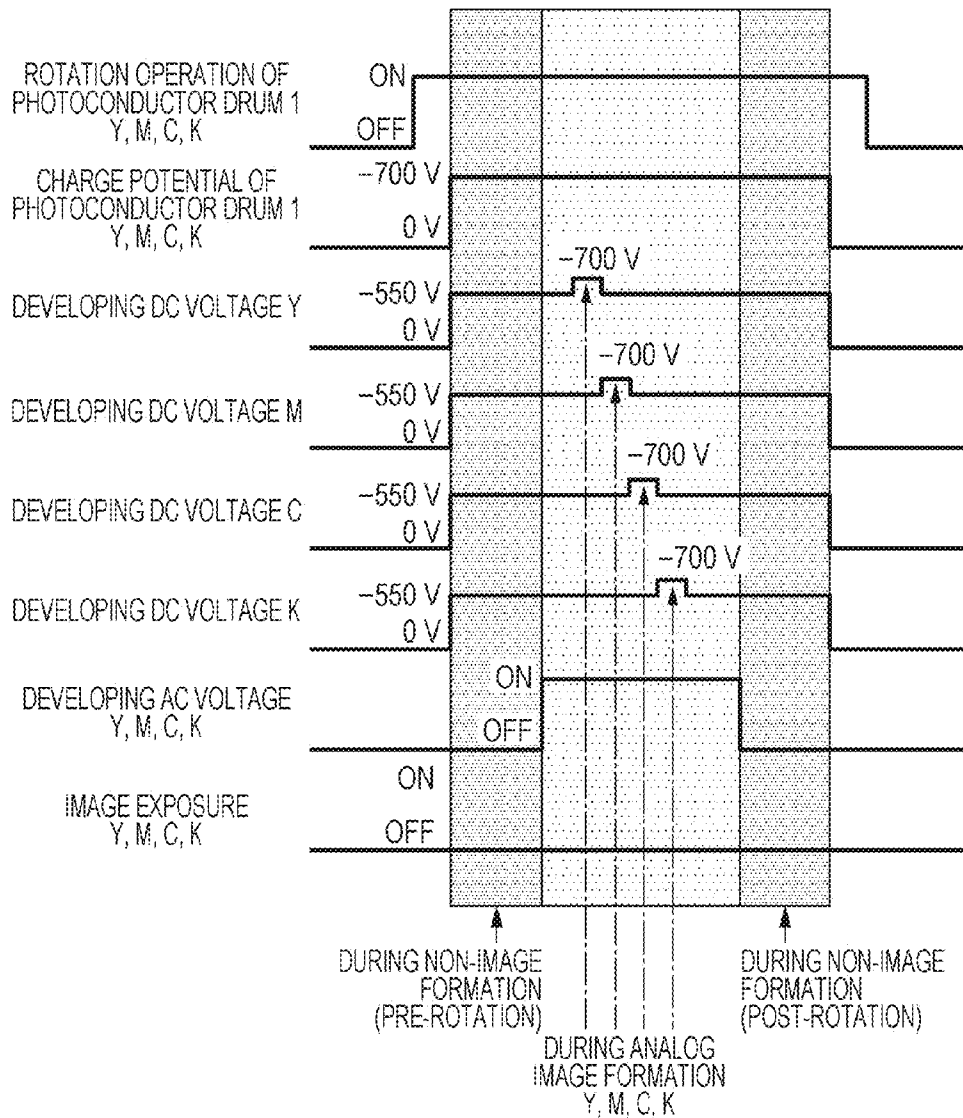 ROTATION OPERATION OF
PHOTOCONDUCTOR DRUM 1
Y, M, C, K
ON
OFF
CHARGE POTENTIAL OF
PHOTOCONDUCTOR DRUM 1
Y, M, C, K
–700 V
0 V
DEVELOPING DC VOLTAGE Y
–550 V
0 V
–700 V
DEVELOPING DC VOLTAGE M
–550 V
0 V
–700 V
DEVELOPING DC VOLTAGE C
–550 V
0 V
–700 V
DEVELOPING DC VOLTAGE K
–550 V
0 V
–700 V
DEVELOPING AC VOLTAGE
Y, M, C, K
ON
OFF
IMAGE EXPOSURE
Y, M, C, K
ON
OFF
DURING NON-IMAGE
FORMATION
(PRE-ROTATION)
DURING NON-IMAGE
FORMATION
(POST-ROTATION)
DURING ANALOG
IMAGE FORMATION
Y, M, C, K